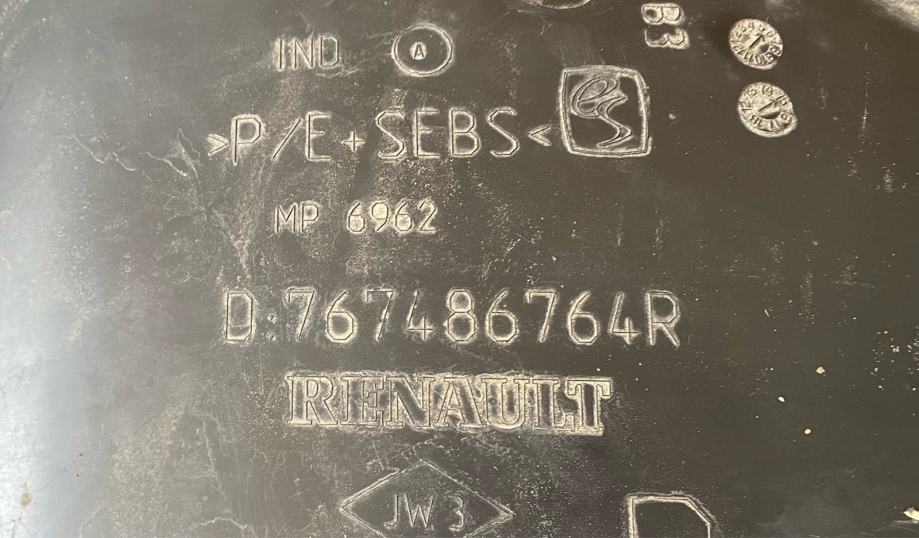 IND A
B3
>P/E+SEBS<
MP 6962
D:767486764R
RENAULT
JW3